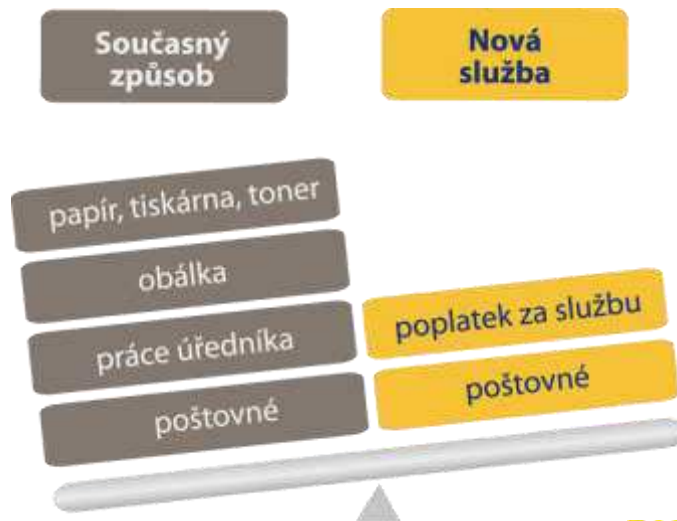 Současný
způsob
Nová
služba
papír, tiskárna, toner
obálka
práce úředníka
poštovné
poplatek za službu
poštovné